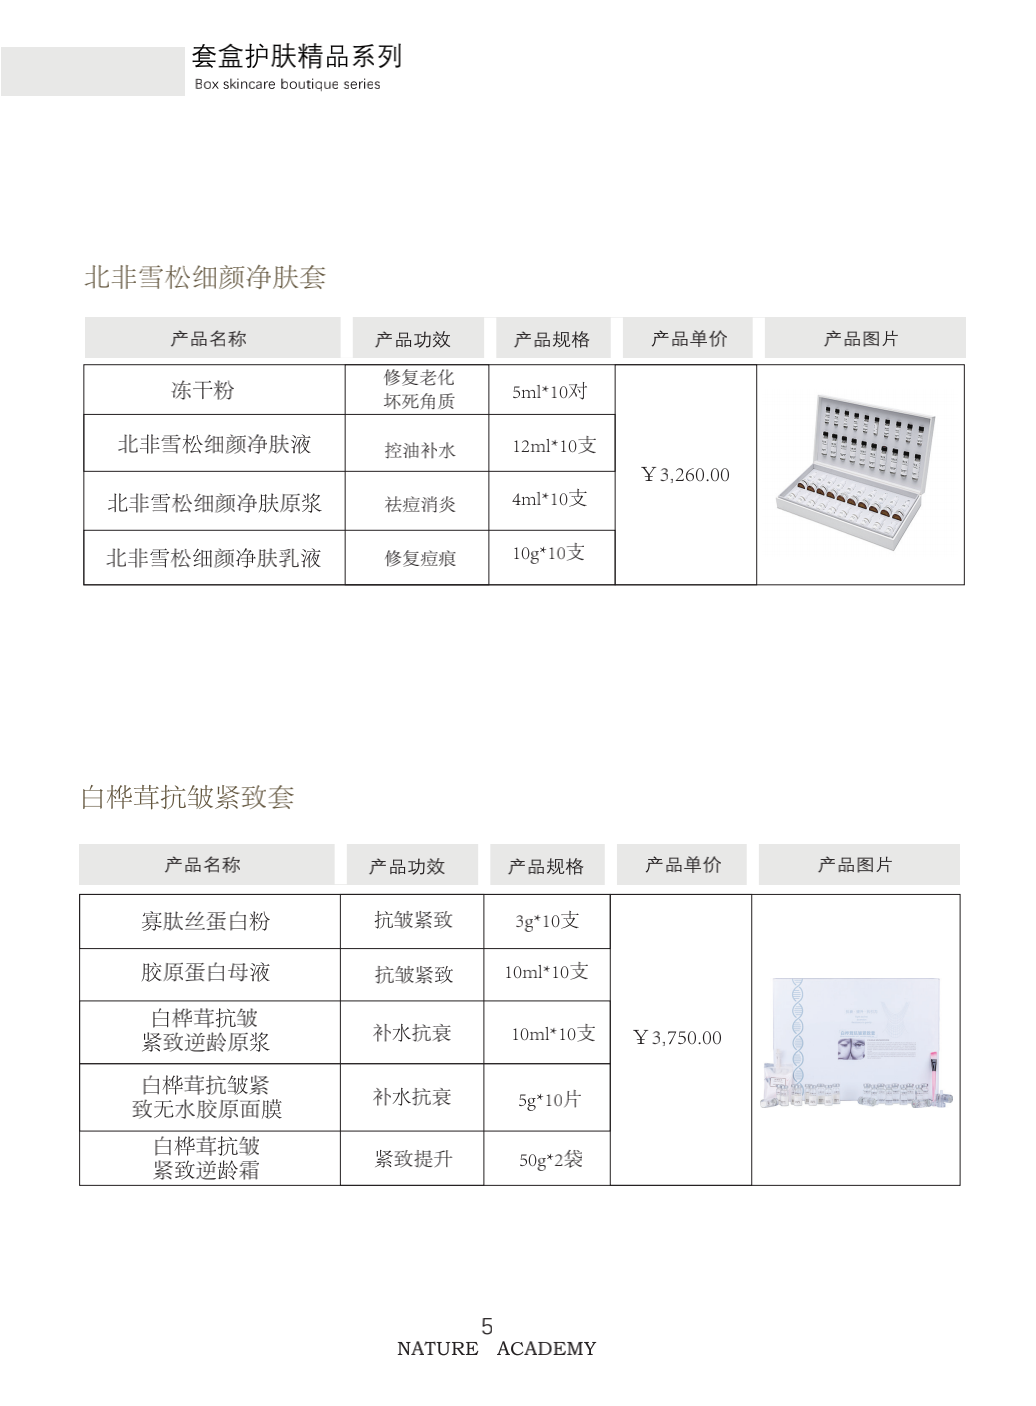 套盒护肤精品系列
Box skincare boutique series
北非雪松细颜净肤套
产品名称 产品功效 产品规格 产品单价 产品图片
冻干粉 修复老化 5ml*10对
坏死角质
北非雪松细颜净肤液 控油补水 12ml*10支
¥3,260.00
北非雪松细颜净肤原浆 祛痘消炎 4ml*10支
北非雪松细颜净肤乳液 修复痘痕 10g*10支
白桦茸抗皱紧致套
产品名称 产品功效 产品规格 产品单价 产品图片
寡肽丝蛋白粉 抗皱紧致 3g*10支
胶原蛋白母液 抗皱紧致 10ml*10支
白桦茸抗皱
紧致逆龄原浆 补水抗衰 10ml*10支 ¥3,750.00
白桦茸抗皱紧
致无水胶原面膜 补水抗衰 5g*10片
白桦茸抗皱
紧致逆龄霜 紧致提升 50g*2袋
5
NATURE ACADEMY